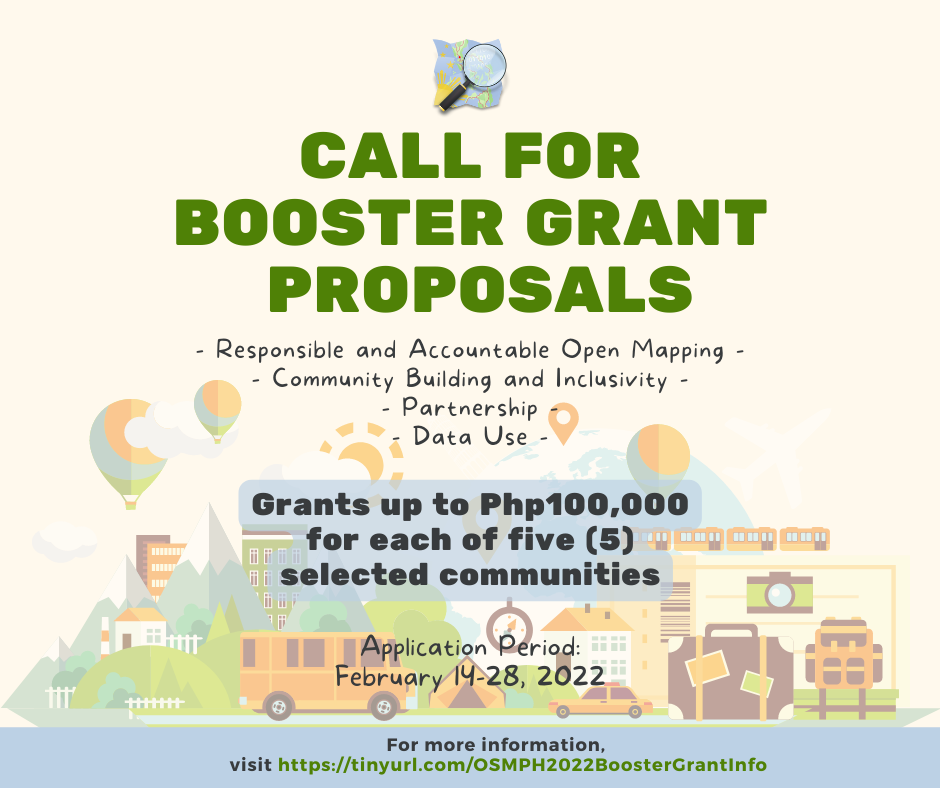 CALL FOR
BOOSTER GRANT
PROPOSALS
- Responsible and Accountable Open Mapping -
- Community Building and Inclusivity -
- Partnership -
- Data Use -
Grants up to Php100,000
for each of five (5)
selected communities
Application Period:
February 14-28, 2022
For more information,
visit https://tinyurl.com/OSMPH2022BoosterGrantInfo